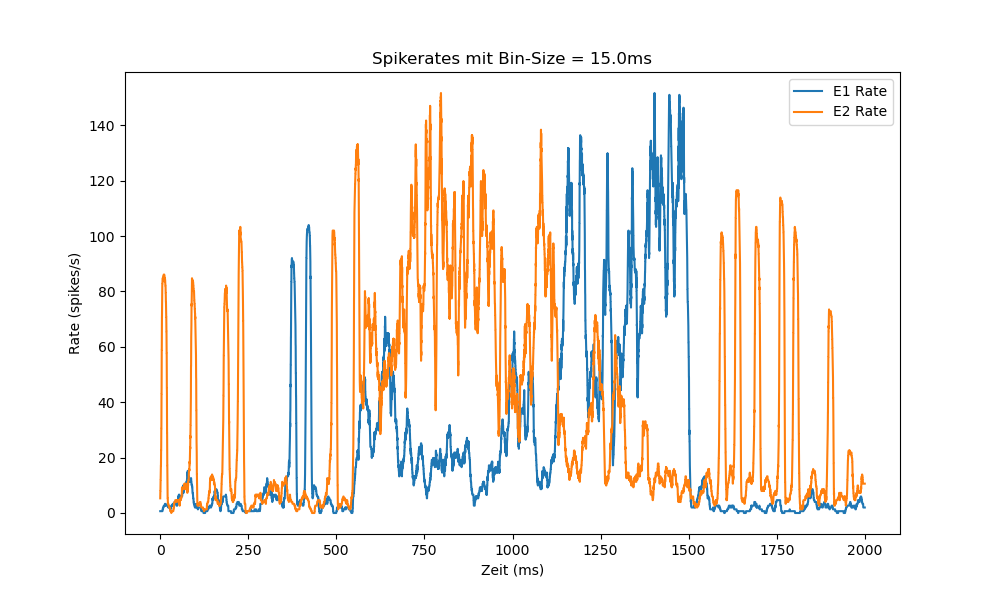 Spikerates mit Bin-Size = 15.0ms
E1 Rate
E2 Rate
Rate (spikes/s)
140
120
100
80
60
40
20
0
0 250 500 750 1000 1250 1500 1750 2000
Zeit (ms)